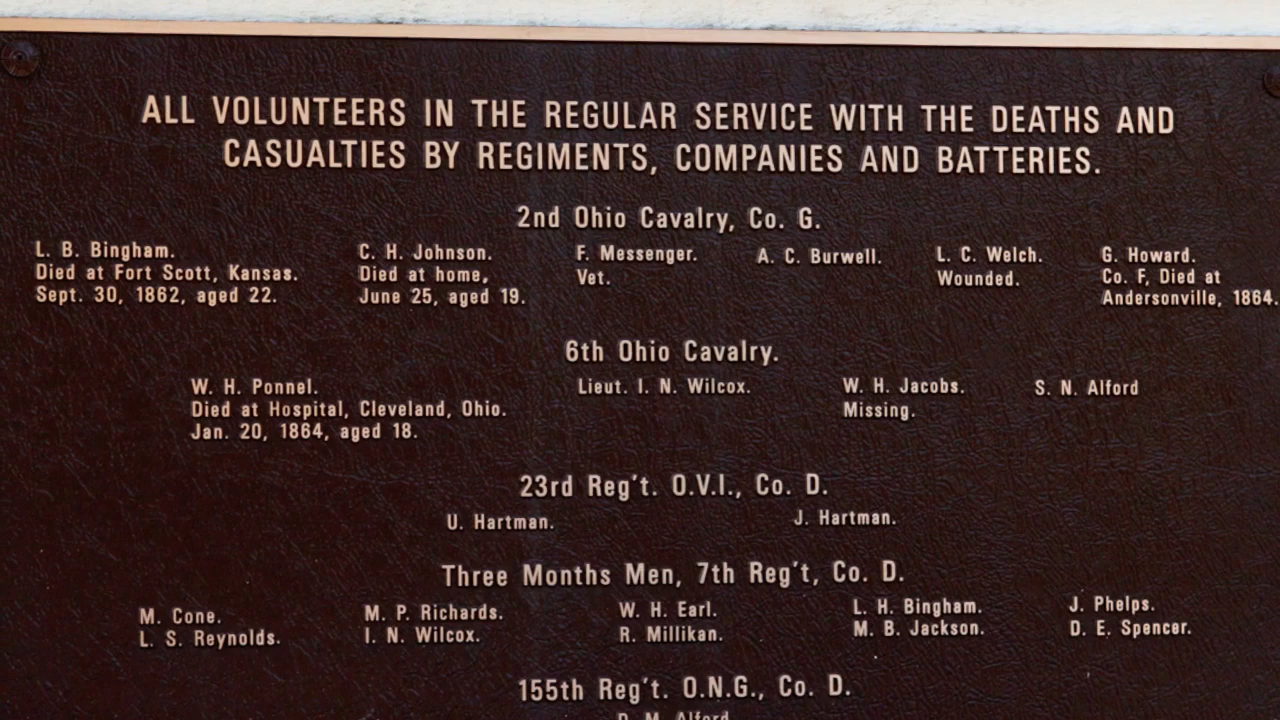 ALL VOLUNTEERS IN THE REGULAR SERVICE WITH THE DEATHS AND
CASUALTIES BY REGIMENTS, COMPANIES AND BATTERIES.
2nd Ohio Cavalry, Co. G.
L. B. Bingham.
Died at Fort Scott, Kansas.
Sept. 30, 1862, aged 22.
C. H. Johnson.
Died at home,
June 25, aged 19.
F. Messenger.
Vet.
A. C. Burwell.
L. C. Welch.
Wounded.
G. Howard.
Co. F, Died at
Andersonville, 1864.
6th Ohio Cavalry.
W. H. Ponnel.
Died at Hospital, Cleveland, Ohio.
Jan. 20, 1864, aged 18.
Lieut. I. N. Wilcox.
W. H. Jacobs.
Missing.
S. N. Alford
23rd Reg't. O.V.I., Co. D.
U. Hartman.
J. Hartman.
Three Months Men, 7th Reg't, Co. D.
M. Cone.
L. S. Reynolds.
M. P. Richards.
I. N. Wilcox.
W. H. Earl.
R. Millikan.
L. H. Bingham.
M. B. Jackson.
J. Phelps.
D. E. Spencer.
155th Reg't. O.N.G., Co. D.
D. M. Alford